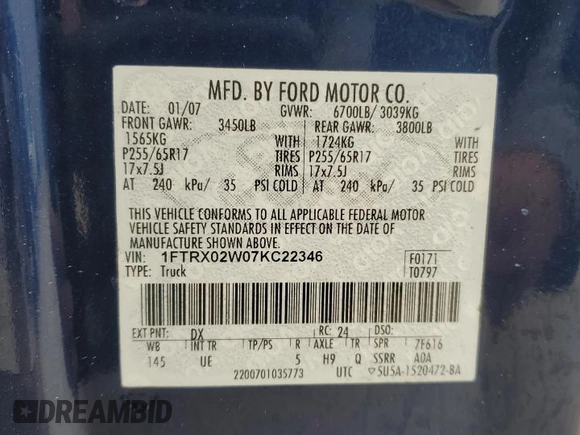 MFD. BY FORD MOTOR CO.
DATE: 01/07 GVWR: 6700LB/ 3039KG
FRONT GAWR: 3450LB REAR GAWR: 3800LB
1565KG 1724KG
P255/65R17 TIRES P255/65R17 TIRES
17x7.5J RIMS 17x7.5J RIMS
AT 240 kPa/ 35 PSI COLD AT 240 kPa/ 35 PSI COLD
THIS VEHICLE CONFORMS TO ALL APPLICABLE FEDERAL MOTOR
VEHICLE SAFETY STANDARDS IN EFFECT ON THE DATE OF
MANUFACTURE SHOWN ABOVE.
VIN: 1FTRX02W07KC22346 F0171
TYPE: Truck T0797
EXT PNT: DX RC: 24 DSO:
WB INT TR TP/PS R AXLE TR SPR 7F616
145 UE 5 H9 Q SSRR A0A
2200701035773 UTC ▽5U5A-1520472-BA
DREAMBID